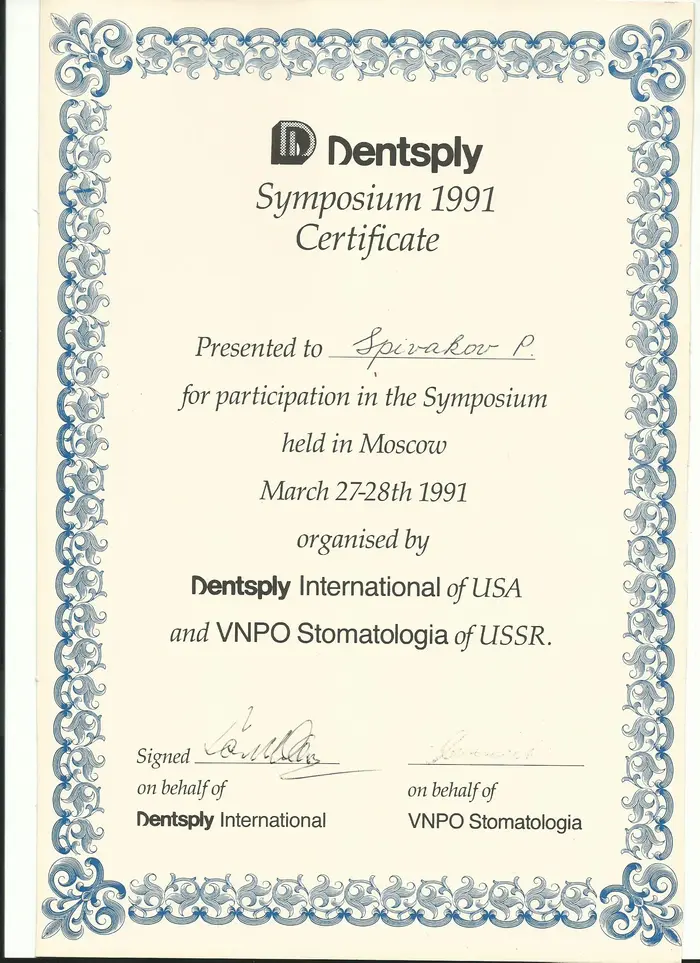 Dentsply
Symposium 1991
Certificate
Presented to Spivakov P.
for participation in the Symposium
held in Moscow
March 27-28th 1991
organised by
Dentsply International of USA
and VNPO Stomatologia of USSR.
Signed
on behalf of
Dentsply International
on behalf of
VNPO Stomatologia